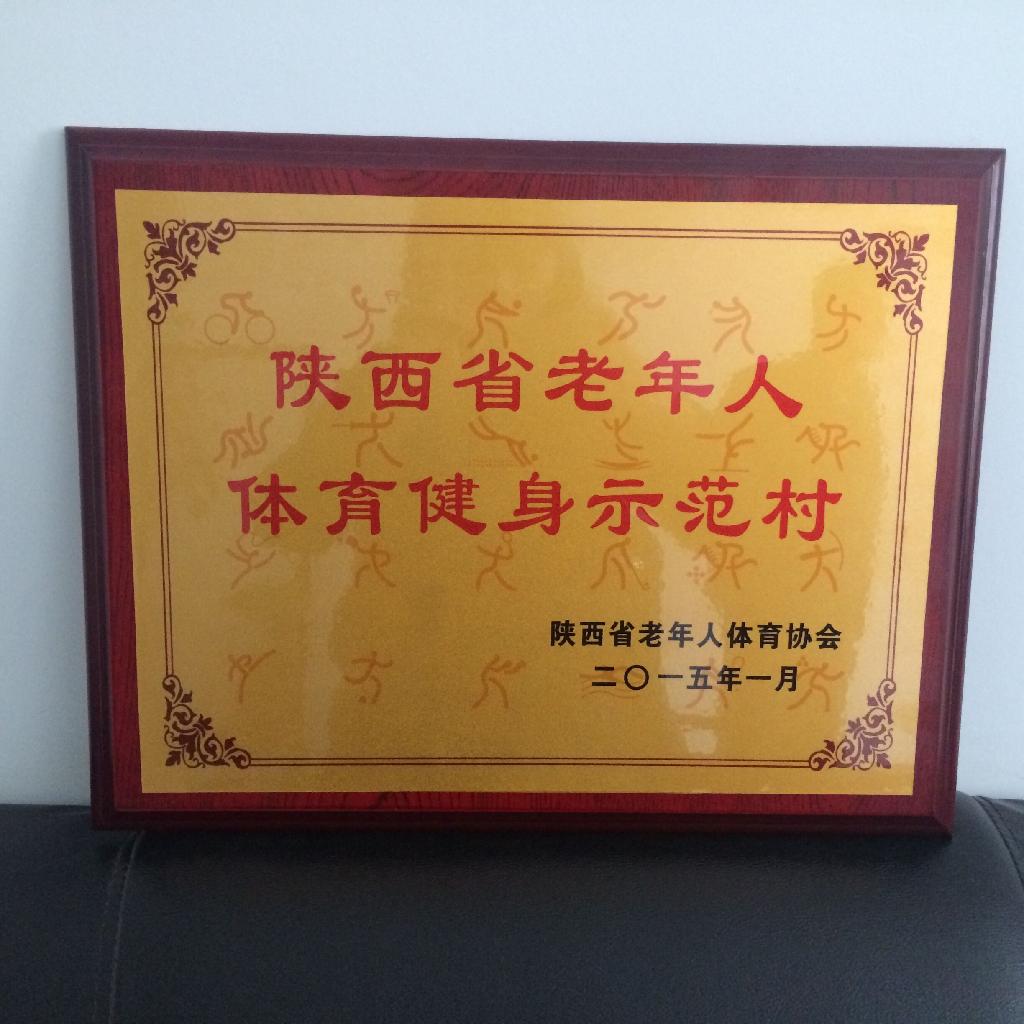 陕西省老年人
体育健身示范村
陕西省老年人体育协会
二〇一五年一月